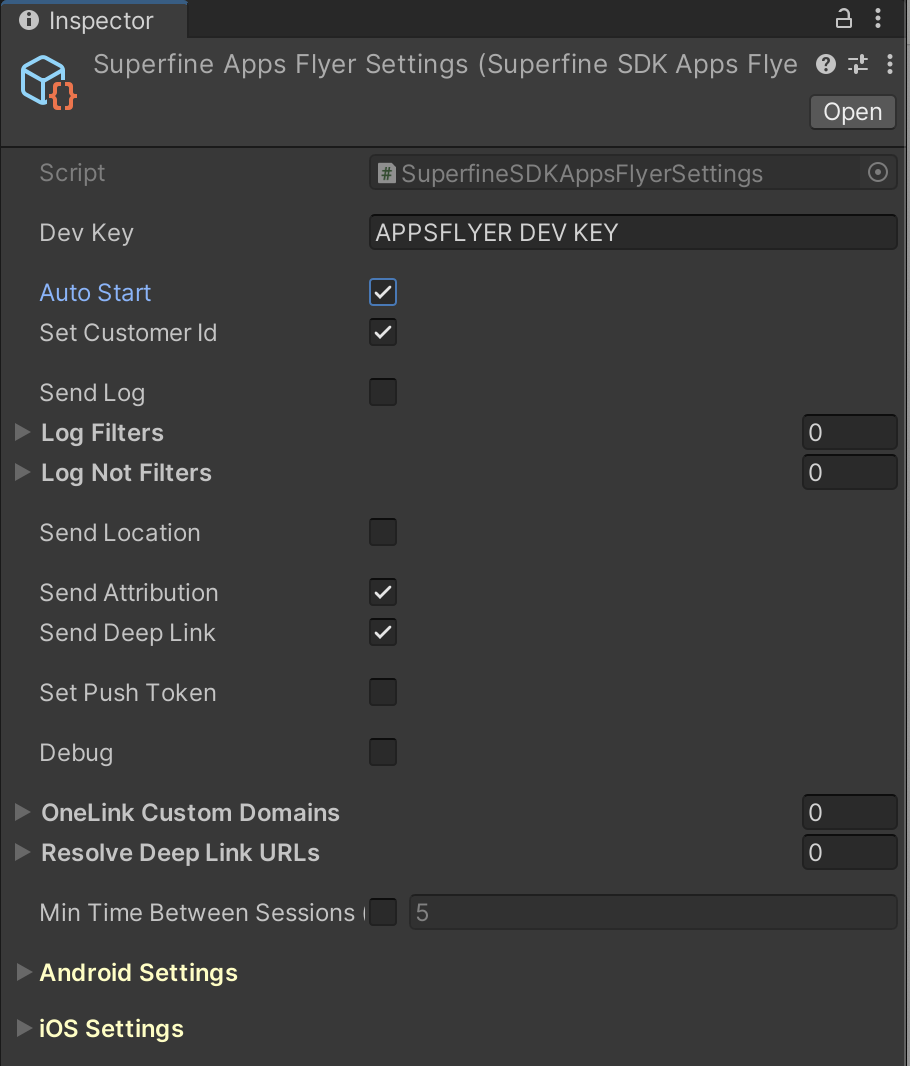 Inspector
Superfine Apps Flyer Settings (Superfine SDK Apps Flye
Open
Script # SuperfineSDKAppsFlyerSettings
Dev Key APPSFLYER DEV KEY
Auto Start
Set Customer Id
Send Log
Log Filters 0
Log Not Filters 0
Send Location
Send Attribution
Send Deep Link
Set Push Token
Debug
OneLink Custom Domains 0
Resolve Deep Link URLs 0
Min Time Between Sessions ( 5
Android Settings
iOS Settings